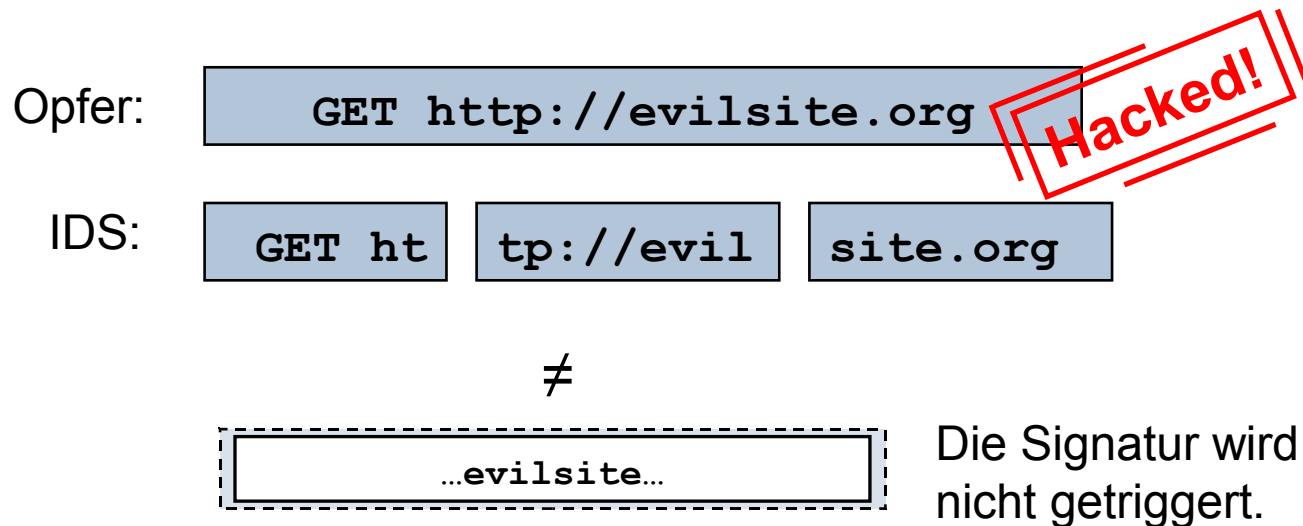 Opfer:
GET http://evilsite.org
Hacked!
IDS:
GET ht
tp://evil
site.org
≠
…evilsite…
Die Signatur wird
nicht getriggert.